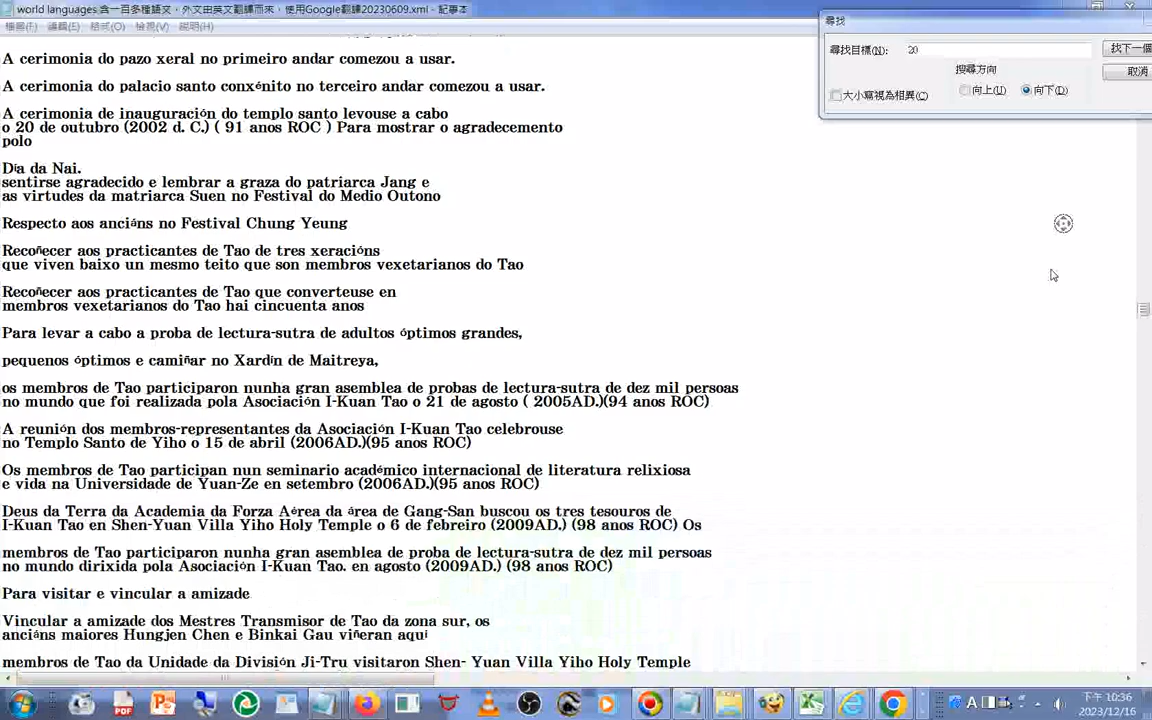 world languages 含一百多種語文，外文由英文翻譯而來，使用Google翻譯20230609.xml - 記事本
檔案(F) 編輯(E) 格式(O) 檢視(V) 說明(H)
尋找
尋找目標(N): 20
找下一個
搜尋方向
取消
大小寫視為相異(C) 向上(U) 向下(D)
A cerimonia do pazo xeral no primeiro andar comezou a usar.
A cerimonia do palacio santo conxénito no terceiro andar comezou a usar.
A cerimonia de inauguración do templo santo levouse a cabo
o 20 de outubro (2002 d. C.) ( 91 anos ROC ) Para mostrar o agradecemento
polo
Día da Nai.
sentirse agradecido e lembrar a graza do patriarca Jang e
as virtudes da matriarca Suen no Festival do Medio Outono
Respecto aos anciáns no Festival Chung Yeung
Recoñecer aos practicantes de Tao de tres xeracións
que viven baixo un mesmo teito que son membros vexetarianos do Tao
Recoñecer aos practicantes de Tao que converteuse en
membros vexetarianos do Tao hai cincuenta anos
Para levar a cabo a proba de lectura-sutra de adultos óptimos grandes,
pequenos óptimos e camiñar no Xardín de Maitreya,
os membros de Tao participaron nunha gran asemblea de probas de lectura-sutra de dez mil persoas
no mundo que foi realizada pola Asociación I-Kuan Tao o 21 de agosto ( 2005AD.)(94 anos ROC)
A reunión dos membros-representantes da Asociación I-Kuan Tao celebrouse
no Templo Santo de Yiho o 15 de abril (2006AD.)(95 anos ROC)
Os membros de Tao participan nun seminario académico internacional de literatura relixiosa
e vida na Universidade de Yuan-Ze en setembro (2006AD.)(95 anos ROC)
Deus da Terra da Academia da Forza Aérea da área de Gang-San buscou os tres tesouros de
I-Kuan Tao en Shen-Yuan Villa Yiho Holy Temple o 6 de febreiro (2009AD.) (98 anos ROC) Os
membros de Tao participaron nunha gran asemblea de proba de lectura-sutra de dez mil persoas
no mundo dirixida pola Asociación I-Kuan Tao. en agosto (2009AD.) (98 anos ROC)
Para visitar e vincular a amizade
Vincular a amizade dos Mestres Transmisor de Tao da zona sur, os
anciáns maiores Hungjen Chen e Binkai Gau viñeran aquí
membros de Tao da Unidade da División Ji-Tru visitaron Shen- Yuan Villa Yiho Holy Temple
下午 10:36
2023/12/16